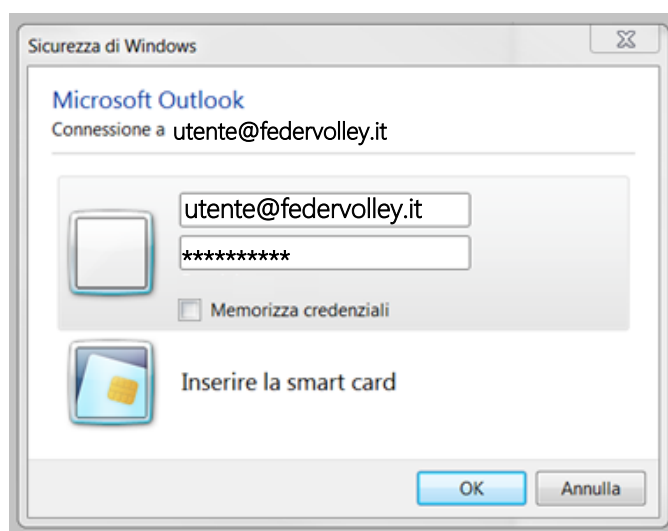 Sicurezza di Windows
Microsoft Outlook
Connessione a utente@federvolley.it
utente@federvolley.it
**********
Memorizza credenziali
Inserire la smart card
OK Annulla